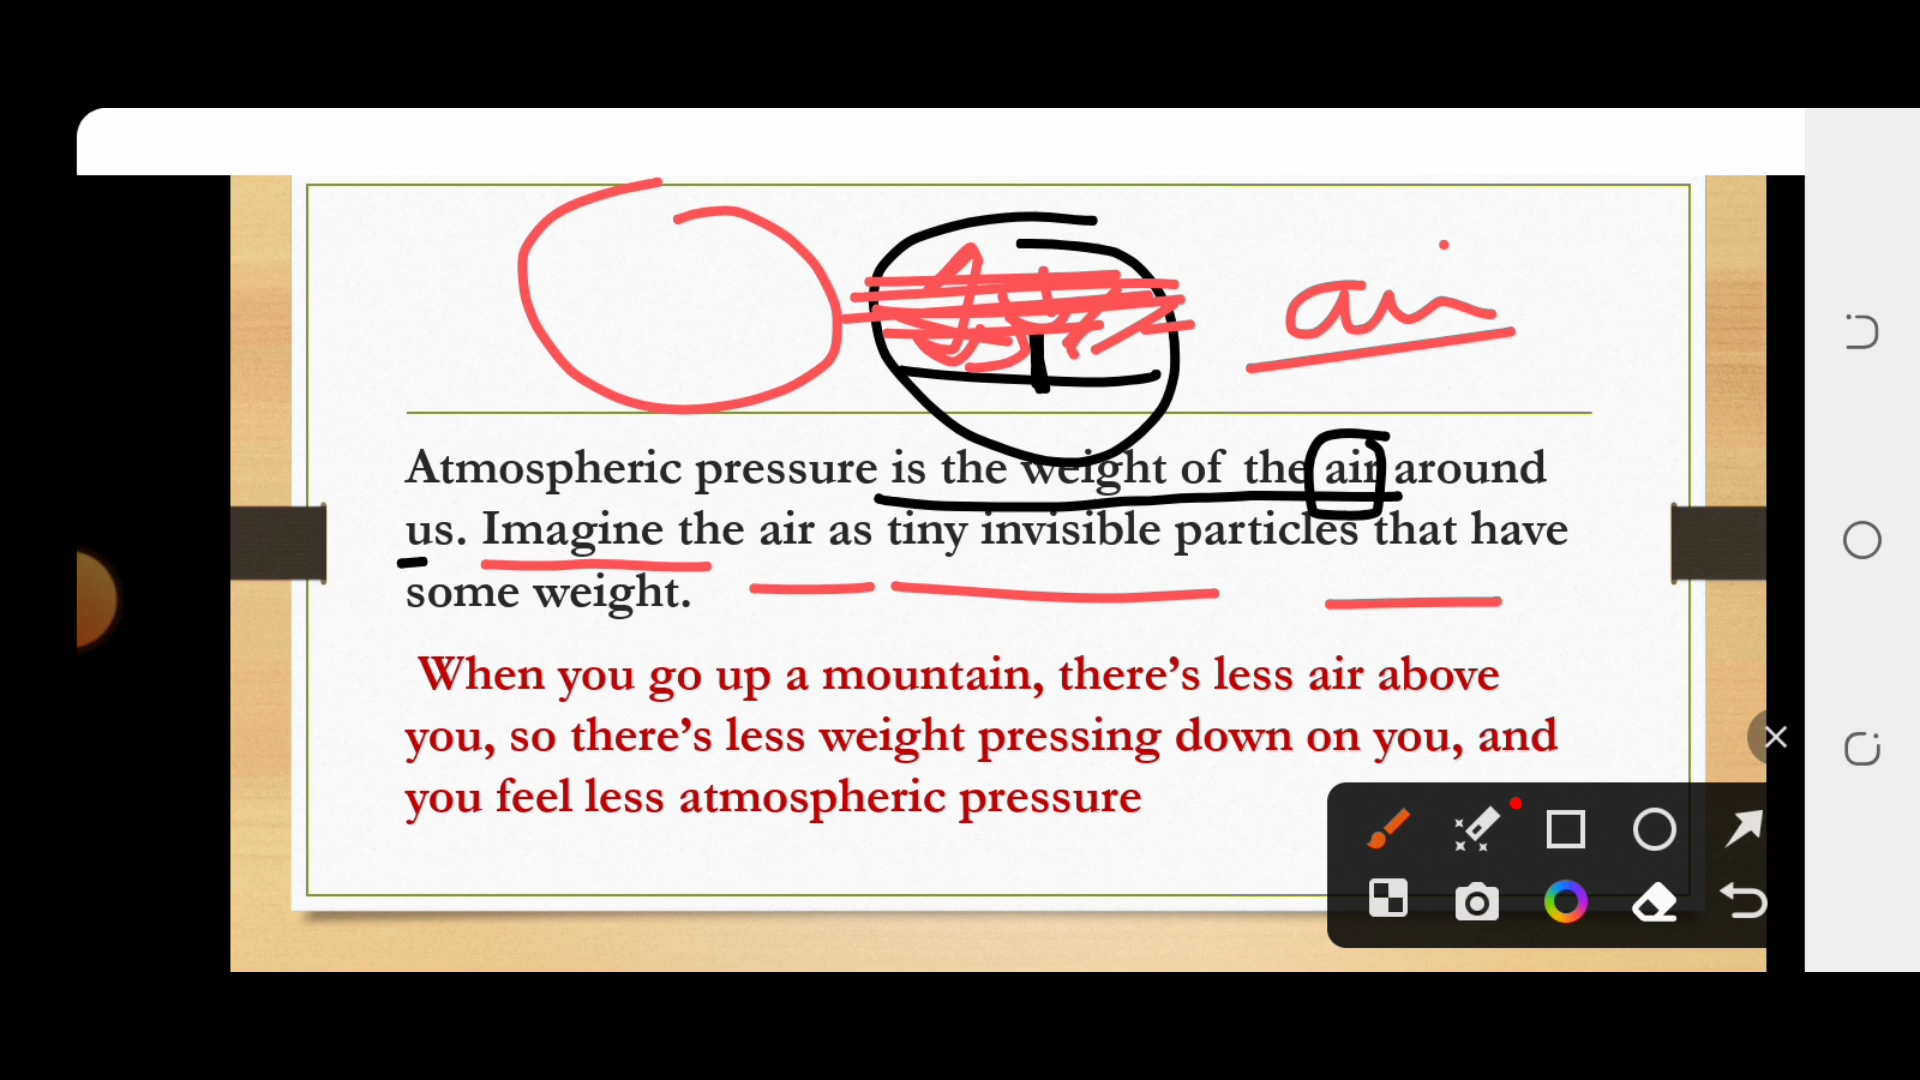 air
Atmospheric pressure is the weight of the air around
us. Imagine the air as tiny invisible particles that have
some weight.
When you go up a mountain, there's less air above
you, so there's less weight pressing down on you, and
you feel less atmospheric pressure